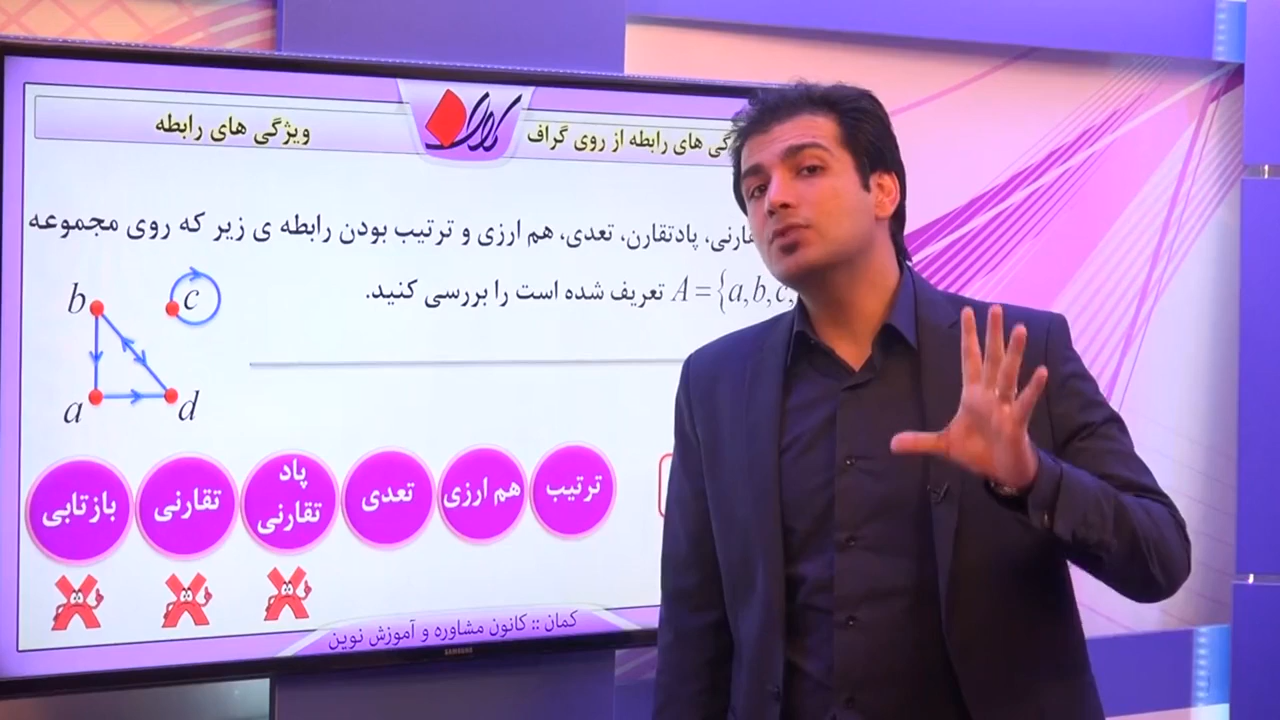 گی های رابطه از روی گراف
ویژگی های رابطه
پادتقارن، تعدی، هم ارزی و ترتیب بودن رابطه ی زیر که روی مجموعه
A={a,b,c, تعریف شده است را بررسی کنید.
b
c
a
d
بازتابی
تقارنی
پاد تقارنی
تعدی
هم ارزی
ترتیب
کمان :: کانون مشاوره و آموزش نوین
SAMSUNG